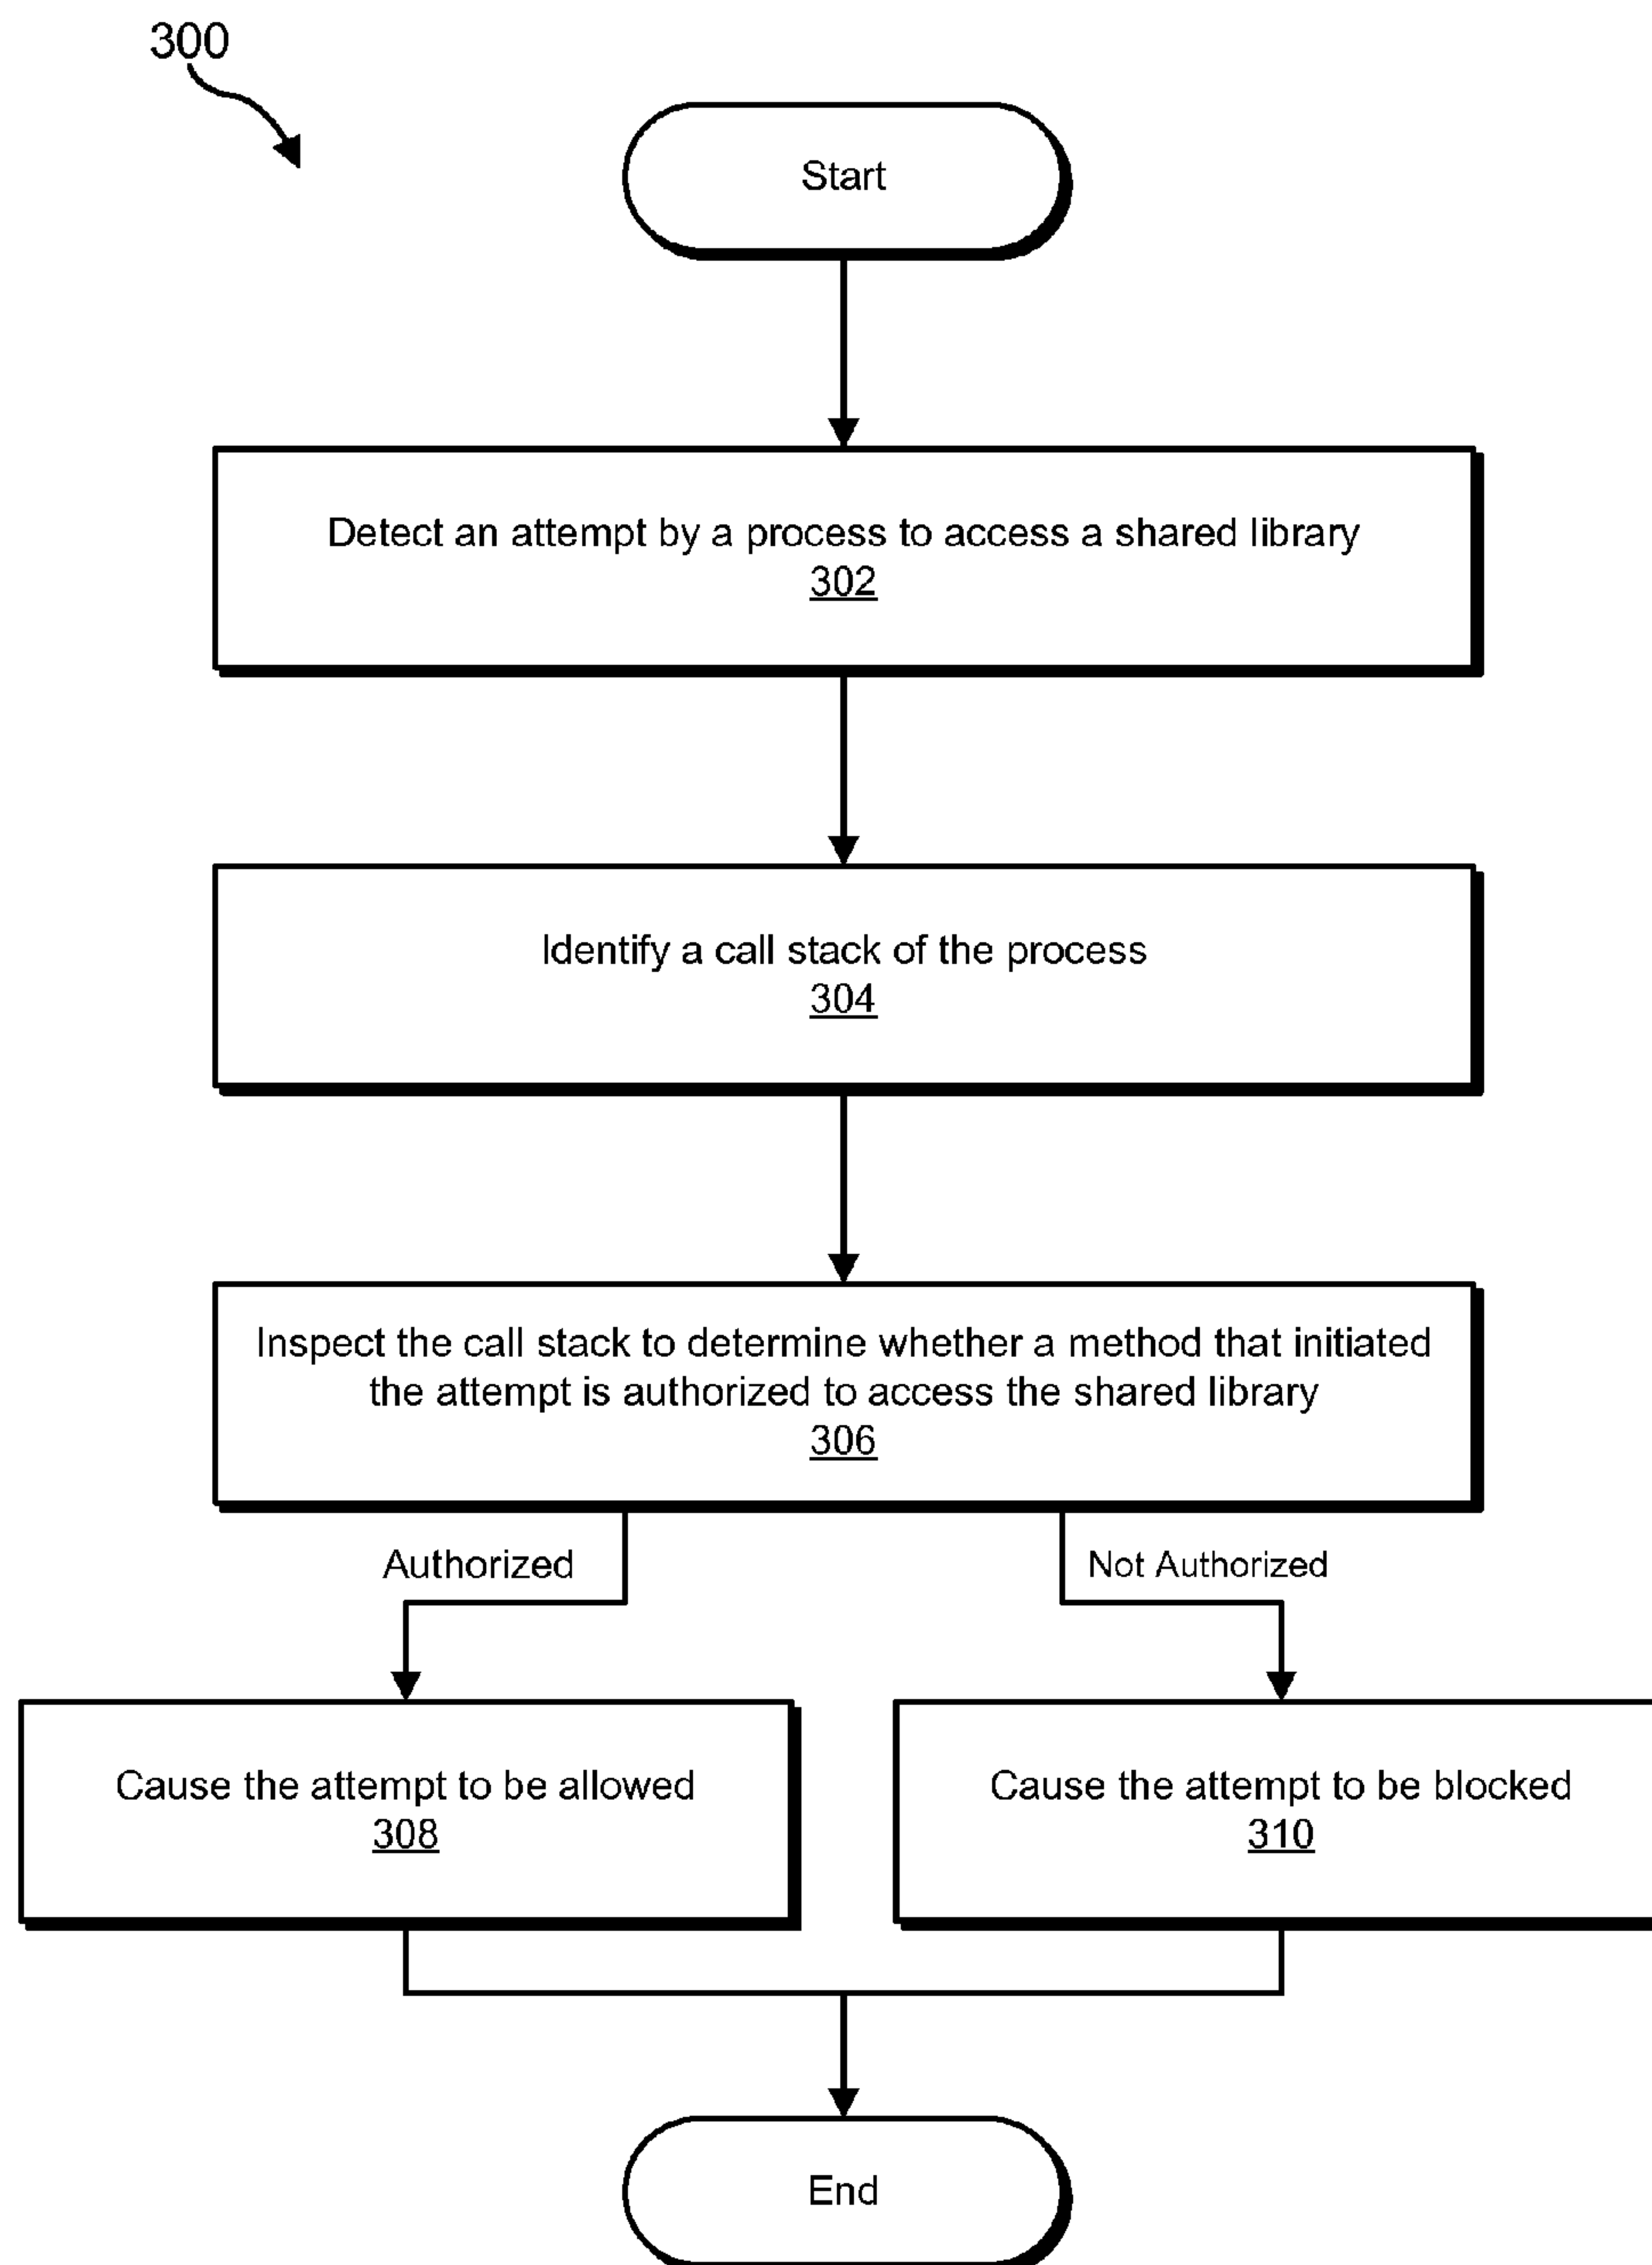 300
Start
Detect an attempt by a process to access a shared library
302
Identify a call stack of the process
304
Inspect the call stack to determine whether a method that initiated
the attempt is authorized to access the shared library
306
Authorized
Not Authorized
Cause the attempt to be allowed
308
Cause the attempt to be blocked
310
End